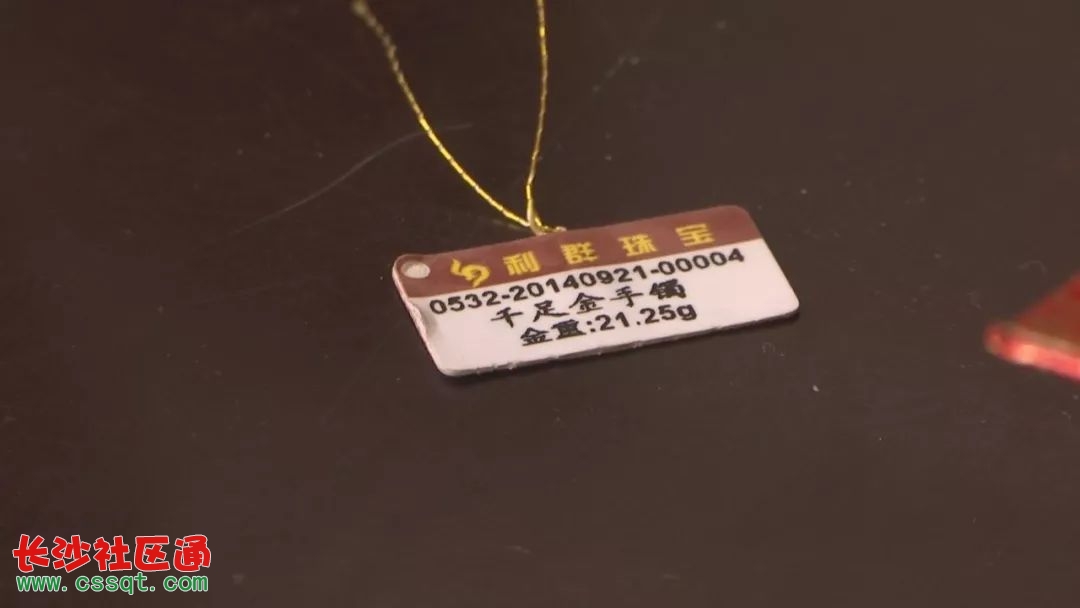 利群珠宝
0532-20140921-00004
千足金手镯
金重:21.25g
长沙社区通
www.cssqt.com